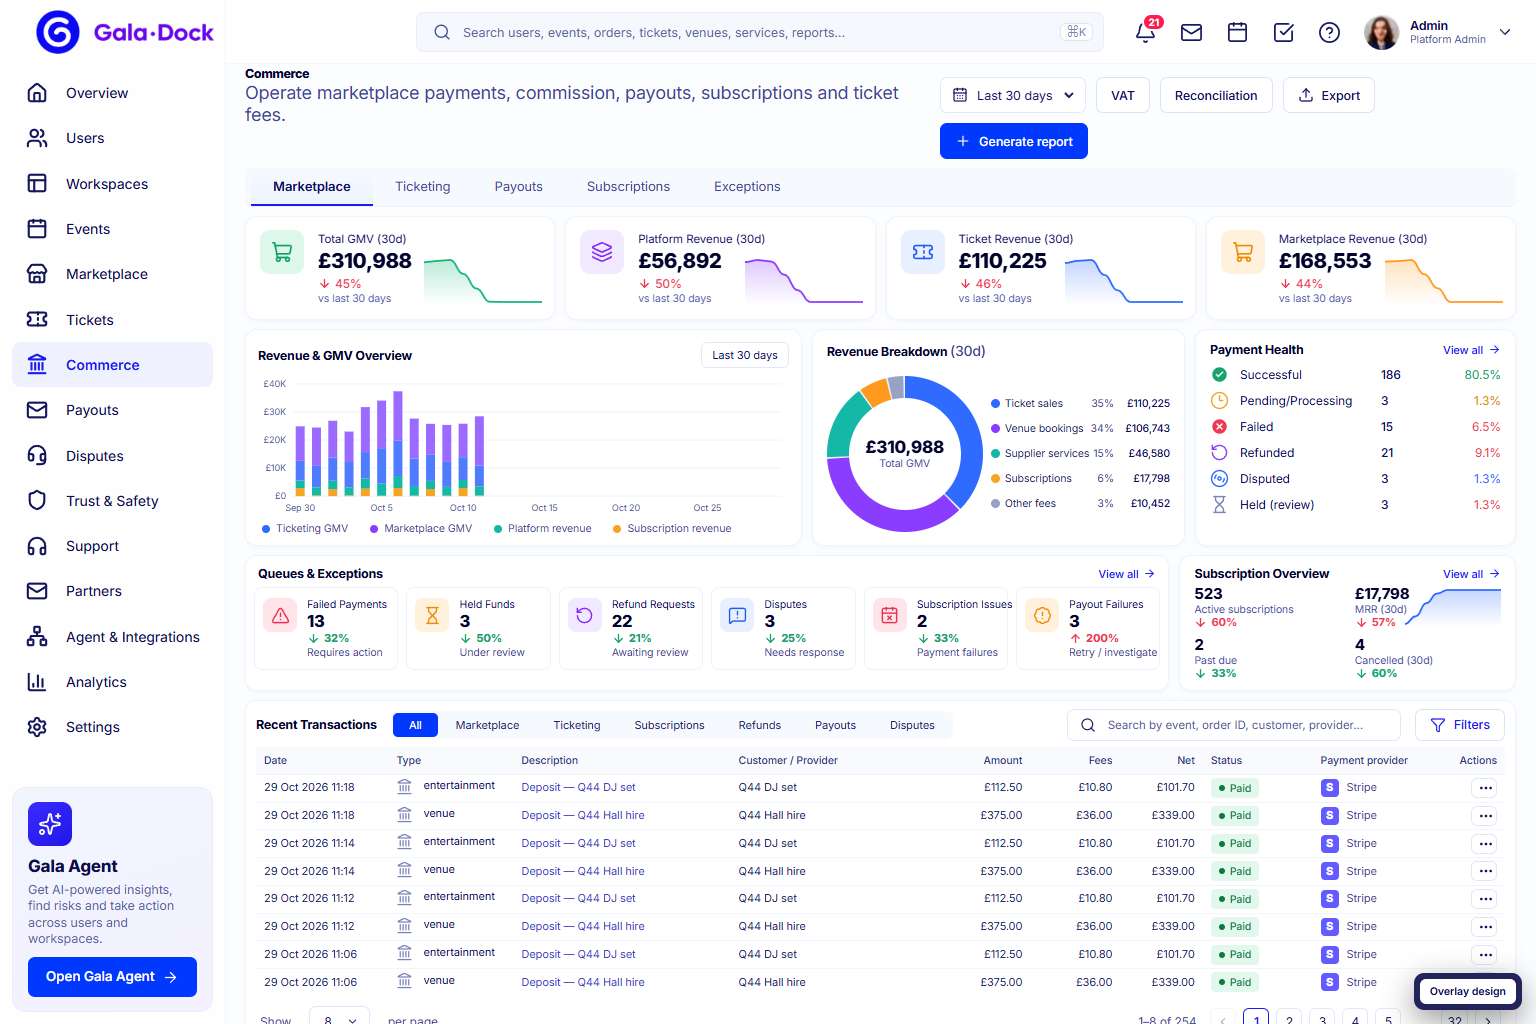 Gala·Dock
Search users, events, orders, tickets, venues, services, reports...
⌘K
21
Admin
Platform Admin
Overview
Users
Workspaces
Events
Marketplace
Tickets
Commerce
Payouts
Disputes
Trust & Safety
Support
Partners
Agent & Integrations
Analytics
Settings
Gala Agent
Get AI-powered insights,
find risks and take action
across users and
workspaces.
Open Gala Agent
Commerce
Operate marketplace payments, commission, payouts, subscriptions and ticket
fees.
Last 30 days
VAT
Reconciliation
Export
Generate report
Marketplace Ticketing Payouts Subscriptions Exceptions
Total GMV (30d)
£310,988
45%
vs last 30 days
Platform Revenue (30d)
£56,892
50%
vs last 30 days
Ticket Revenue (30d)
£110,225
46%
vs last 30 days
Marketplace Revenue (30d)
£168,553
44%
vs last 30 days
Revenue & GMV Overview
Last 30 days
£40K
£30K
£20K
£10K
£0
Sep 30 Oct 5 Oct 10 Oct 15 Oct 20 Oct 25
Ticketing GMV Marketplace GMV Platform revenue Subscription revenue
Revenue Breakdown (30d)
£310,988
Total GMV
Ticket sales 35% £110,225
Venue bookings 34% £106,743
Supplier services 15% £46,580
Subscriptions 6% £17,798
Other fees 3% £10,452
Payment Health
View all
Successful 186 80.5%
Pending/Processing 3 1.3%
Failed 15 6.5%
Refunded 21 9.1%
Disputed 3 1.3%
Held (review) 3 1.3%
Queues & Exceptions
View all
Failed Payments
13
32%
Requires action
Held Funds
3
50%
Under review
Refund Requests
22
21%
Awaiting review
Disputes
3
25%
Needs response
Subscription Issues
2
33%
Payment failures
Payout Failures
3
200%
Retry / investigate
Subscription Overview
View all
523
Active subscriptions
60%
£17,798
MRR (30d)
57%
2
Past due
33%
4
Cancelled (30d)
60%
Recent Transactions
All Marketplace Ticketing Subscriptions Refunds Payouts Disputes
Search by event, order ID, customer, provider...
Filters
Date Type Description Customer / Provider Amount Fees Net Status Payment provider Actions
29 Oct 2026 11:18 entertainment Deposit — Q44 DJ set Q44 DJ set £112.50 £10.80 £101.70 Paid S Stripe
29 Oct 2026 11:18 venue Deposit — Q44 Hall hire Q44 Hall hire £375.00 £36.00 £339.00 Paid S Stripe
29 Oct 2026 11:14 entertainment Deposit — Q44 DJ set Q44 DJ set £112.50 £10.80 £101.70 Paid S Stripe
29 Oct 2026 11:14 venue Deposit — Q44 Hall hire Q44 Hall hire £375.00 £36.00 £339.00 Paid S Stripe
29 Oct 2026 11:12 entertainment Deposit — Q44 DJ set Q44 DJ set £112.50 £10.80 £101.70 Paid S Stripe
29 Oct 2026 11:12 venue Deposit — Q44 Hall hire Q44 Hall hire £375.00 £36.00 £339.00 Paid S Stripe
29 Oct 2026 11:06 entertainment Deposit — Q44 DJ set Q44 DJ set £112.50 £10.80 £101.70 Paid S Stripe
29 Oct 2026 11:06 venue Deposit — Q44 Hall hire Q44 Hall hire £375.00 £36.00 £339.00 Paid S Stripe
Overlay design
Show 8 per page
1–8 of 254 1 2 3 4 5 32